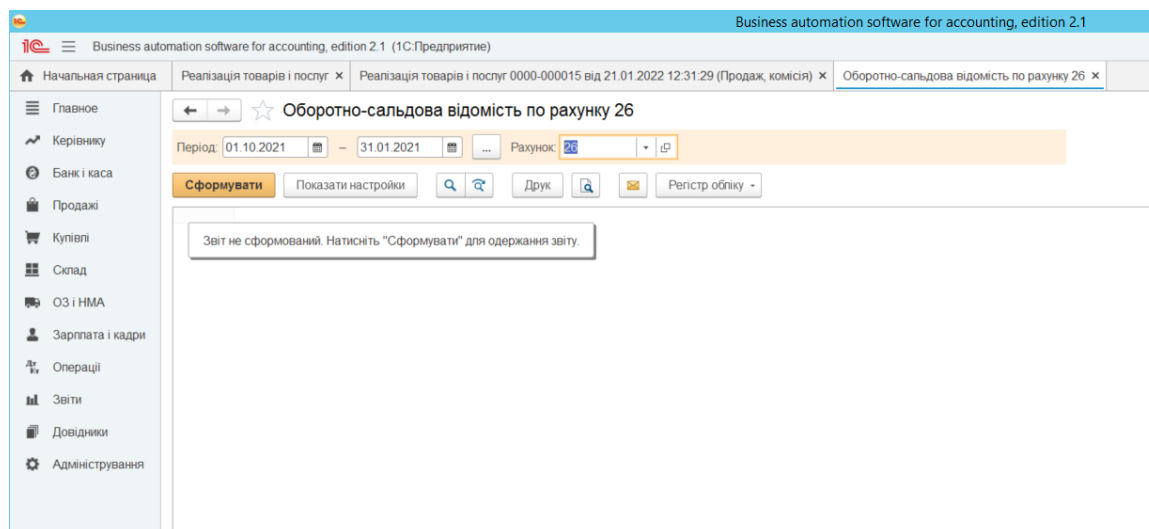 Business automation software for accounting, edition 2.1
1С Business automation software for accounting, edition 2.1 (1С:Предприятие)
Начальная страница Реалізація товарів і послуг × Реалізація товарів і послуг 0000-000015 від 21.01.2022 12:31:29 (Продаж, комісія) × Оборотно-сальдова відомість по рахунку 26 ×
Главное
Керівнику
Банк і каса
Продажі
Купівлі
Склад
ОЗ і НМА
Зарплата і кадри
Дт Кт Операції
Звіти
Довідники
Адміністрування
Оборотно-сальдова відомість по рахунку 26
Період: 01.10.2021 – 31.01.2021 ... Рахунок: 26
Сформувати Показати настройки Друк Регістр обліку
Звіт не сформований. Натисніть "Сформувати" для одержання звіту.